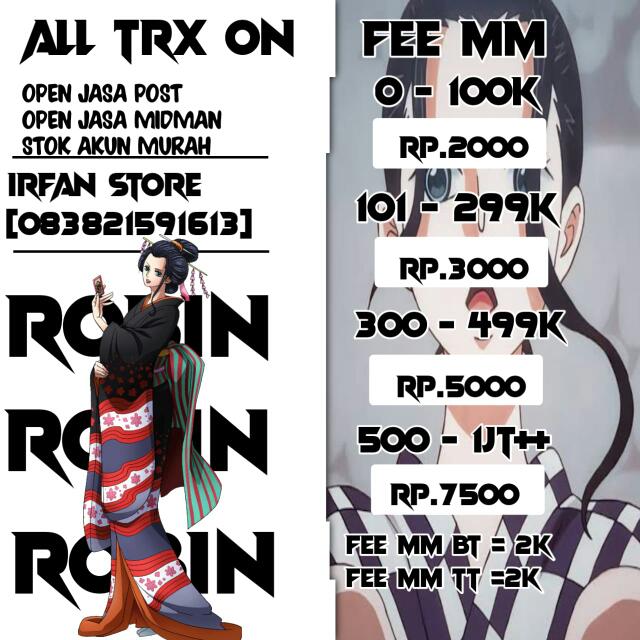 ALL TRX ON
OPEN JASA POST
OPEN JASA MIDMAN
STOK AKUN MURAH
IRFAN STORE
[083821591613]
ROBIN
ROBIN
ROBIN
FEE MM
0 - 100K
RP.2000
101 - 299K
RP.3000
300 - 499K
RP.5000
500 - 1JT++
RP.7500
FEE MM BT = 2K
FEE MM TT =2K